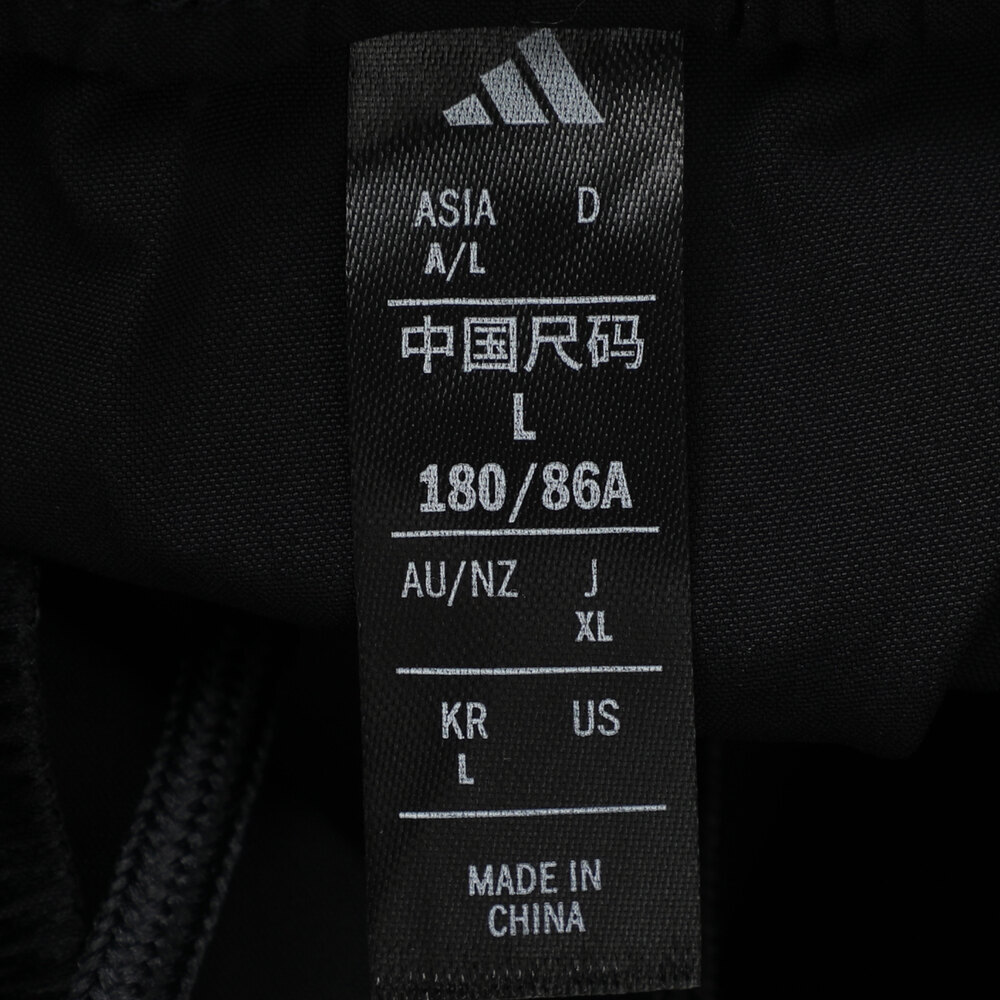 ASIA D
A/L
中国尺码
L
180/86A
AU/NZ J
XL
KR US
L
MADE IN
CHINA